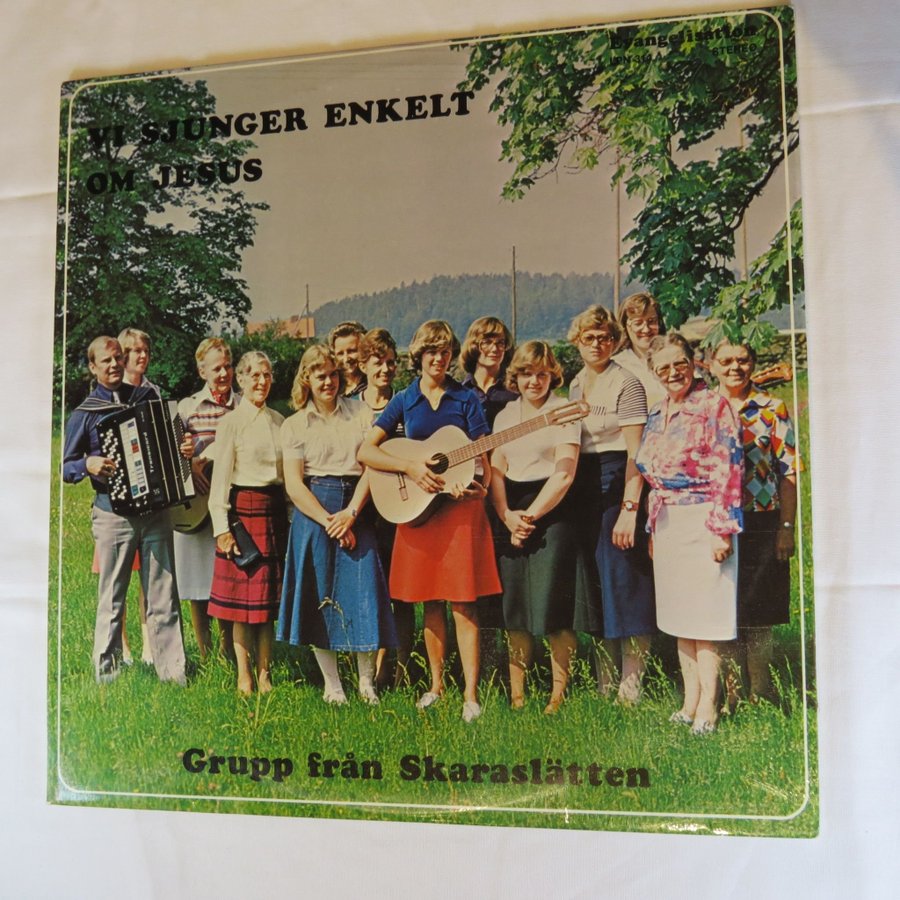 Evangelisation
STEREO
VI SJUNGER ENKELT
OM JESUS
Grupp från Skaraslätten